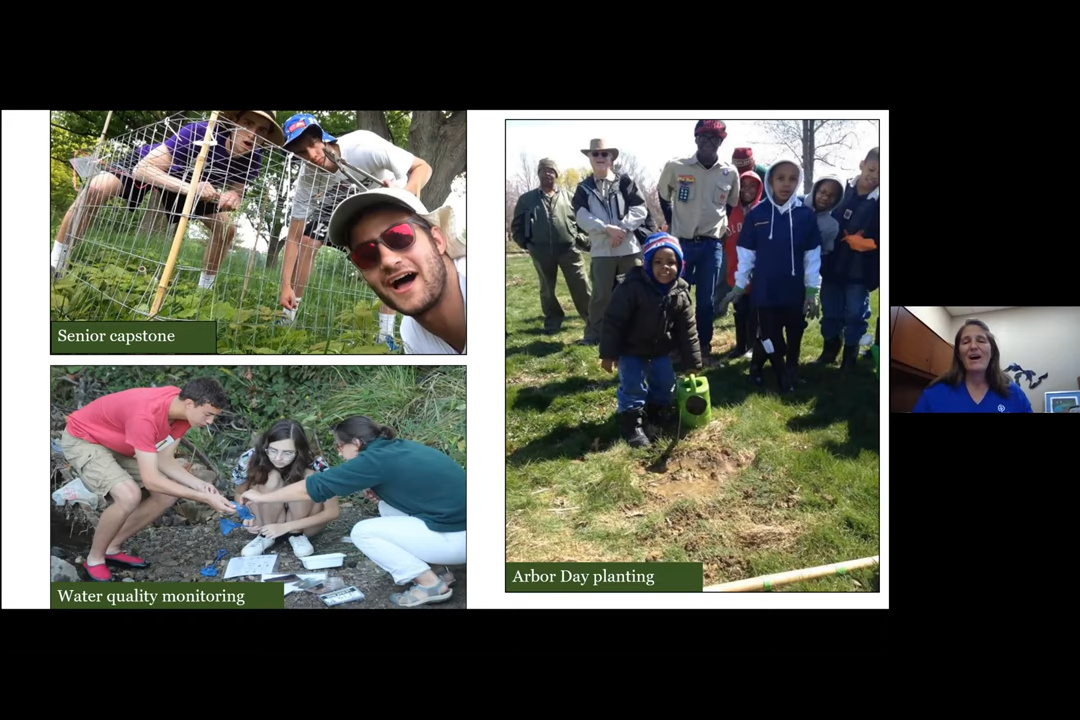 Senior capstone
Water quality monitoring
Arbor Day planting